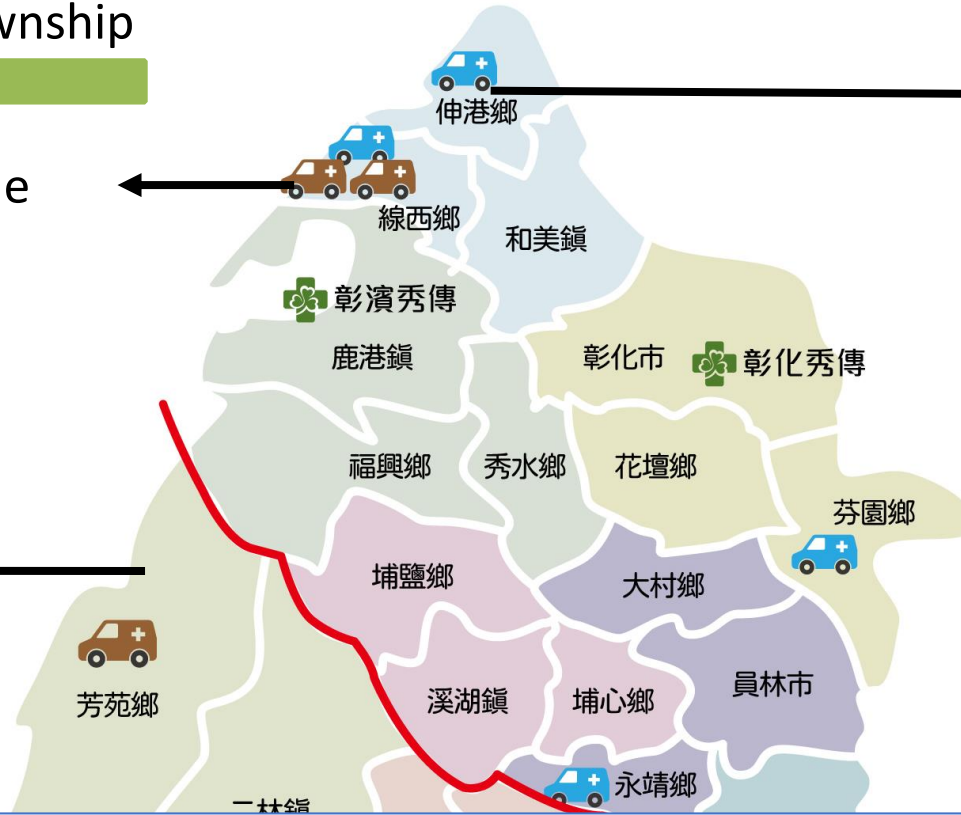 wnship
伸港鄉
e
線西鄉
和美鎮
彰濱秀傳
鹿港鎮
彰化市
彰化秀傳
福興鄉
秀水鄉
花壇鄉
芬園鄉
埔鹽鄉
大村鄉
芳苑鄉
溪湖鎮
埔心鄉
員林市
永靖鄉
二林鎮